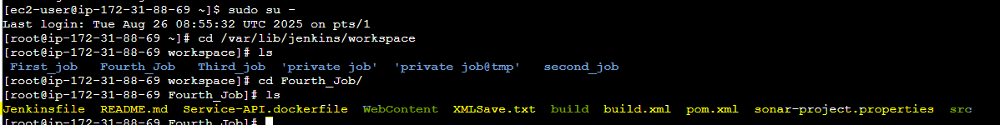 [ec2-user@ip-172-31-88-69 ~]$ sudo su -
Last login: Tue Aug 26 08:55:32 UTC 2025 on pts/1
[root@ip-172-31-88-69 ~]# cd /var/lib/jenkins/workspace
[root@ip-172-31-88-69 workspace]# ls
First_job   Fourth_Job   Third_job  'private job'  'private job@tmp'   second_job
[root@ip-172-31-88-69 workspace]# cd Fourth_Job/
[root@ip-172-31-88-69 Fourth_Job]# ls
Jenkinsfile  README.md  Service-API.dockerfile  WebContent  XMLSave.txt  build  build.xml  pom.xml  sonar-project.properties  src
[root@ip-172-31-88-69 Fourth_Job]#